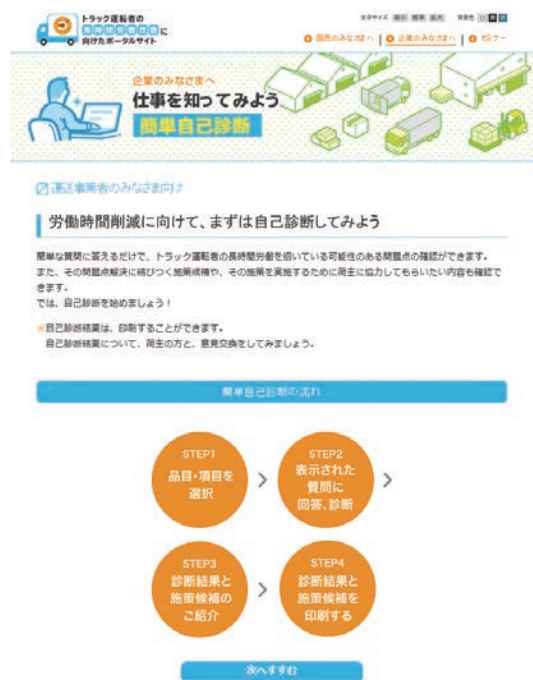 トラック運転者の
長時間労働改善に
向けたポータルサイト
文字サイズ 縮小 標準 拡大 背景色
国民のみなさまへ
企業のみなさまへ
セミナー
企業のみなさまへ
仕事を知ってみよう
簡単自己診断
運送事業者のみなさま向け
労働時間削減に向けて、まずは自己診断してみよう
簡単な質問に答えるだけで、トラック運転者の長時間労働を招いている可能性のある問題点の確認ができます。
また、その問題点解決に結びつく施策候補や、その施策を実施するために荷主に協力してもらいたい内容も確認で
きます。
では、自己診断を始めましょう！
※自己診断結果は、印刷することができます。
自己診断結果について、荷主の方と、意見交換をしてみましょう。
簡単自己診断の流れ
STEP1
品目・項目を
選択
STEP2
表示された
質問に
回答、診断
STEP3
診断結果と
施策候補の
ご紹介
STEP4
診断結果と
施策候補を
印刷する
次へすすむ